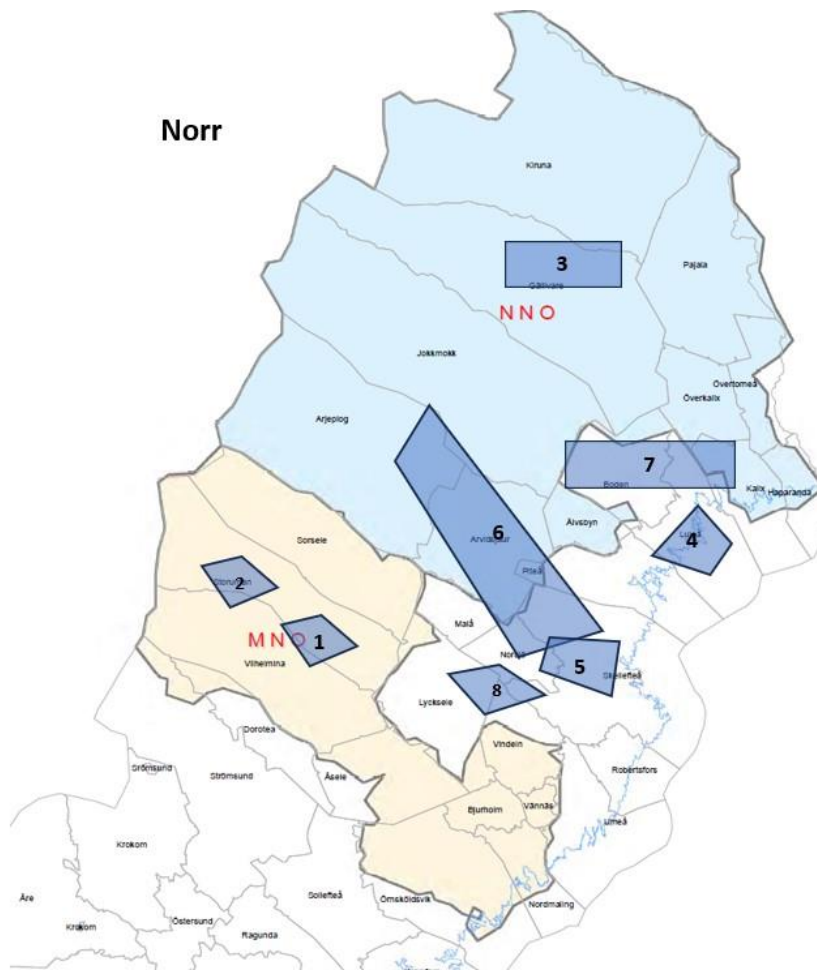 Norr
Kiruna
3
Pajala
Gällivare
NNO
Jokkmokk
Övertorneå
Överkalix
Arjeplog
7
Boden
Kalix
Haparanda
Älvsbyn
6
Arvidsjaur
Luleå
4
Sorsele
Piteå
2
Storuman
Malå
MNO
1
Vilhelmina
Norsjö
5
Skellefteå
8
Lycksele
Dorotea
Vindeln
Strömsund
Strömsund
Åsele
Robertsfors
Bjurholm
Vännäs
Umeå
Krokom
Åre
Sollefteå
Örnsköldsvik
Nordmaling
Krokom
Östersund
Ragunda